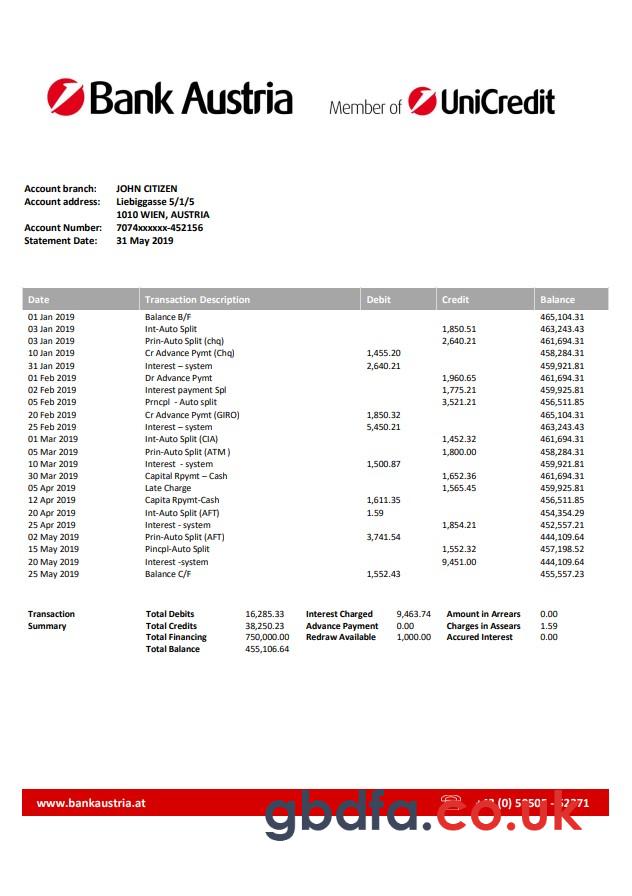 Bank Austria Member of UniCredit
Account branch: JOHN CITIZEN
Account address: Liebiggasse 5/1/5
1010 WIEN, AUSTRIA
Account Number: 7074xxxxxx-452156
Statement Date: 31 May 2019
Date Transaction Description Debit Credit Balance
01 Jan 2019 Balance B/F 465,104.31
03 Jan 2019 Int-Auto Split 1,850.51 463,243.43
03 Jan 2019 Prin-Auto Split (chq) 2,640.21 461,694.31
10 Jan 2019 Cr Advance Pymt (Chq) 1,455.20 458,284.31
31 Jan 2019 Interest – system 2,640.21 459,921.81
01 Feb 2019 Dr Advance Pymt 1,960.65 461,694.31
02 Feb 2019 Interest payment Spl 1,775.21 459,925.81
05 Feb 2019 Prncpl - Auto split 3,521.21 456,511.85
20 Feb 2019 Cr Advance Pymt (GIRO) 1,850.32 465,104.31
25 Feb 2019 Interest – system 5,450.21 463,243.43
01 Mar 2019 Int-Auto Split (CIA) 1,452.32 461,694.31
05 Mar 2019 Prin-Auto Split (ATM ) 1,800.00 458,284.31
10 Mar 2019 Interest - system 1,500.87 459,921.81
30 Mar 2019 Capital Rpymt – Cash 1,652.36 461,694.31
05 Apr 2019 Late Charge 1,565.45 459,925.81
12 Apr 2019 Capita Rpymt-Cash 1,611.35 456,511.85
20 Apr 2019 Int-Auto Split (AFT) 1.59 454,354.29
25 Apr 2019 Interest - system 1,854.21 452,557.21
02 May 2019 Prin-Auto Split (AFT) 3,741.54 444,109.64
15 May 2019 Pincpl-Auto Split 1,552.32 457,198.52
20 May 2019 Interest -system 9,451.00 444,109.64
25 May 2019 Balance C/F 1,552.43 455,557.23
Transaction Total Debits 16,285.33 Interest Charged 9,463.74 Amount in Arrears 0.00
Summary Total Credits 38,250.23 Advance Payment 0.00 Charges in Assears 1.59
Total Financing 750,000.00 Redraw Available 1,000.00 Accured Interest 0.00
Total Balance 455,106.64
www.bankaustria.at
gbdfa.co.uk